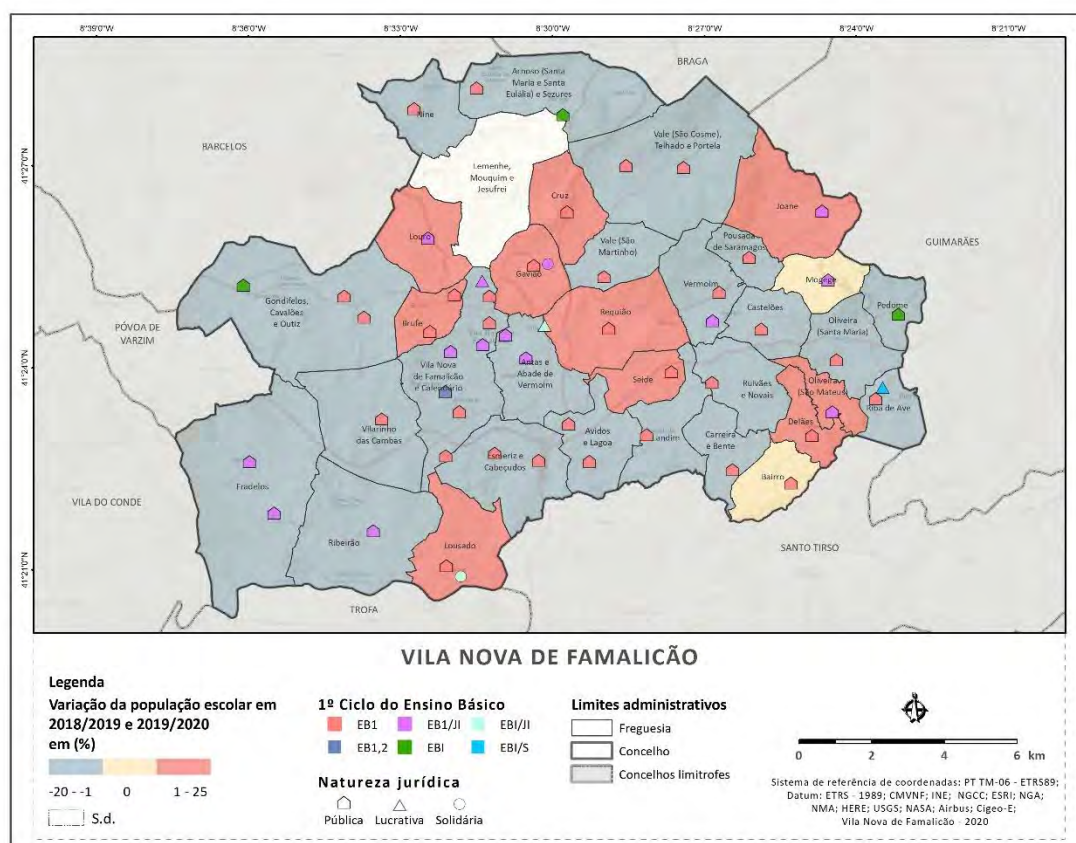 8°39'0"W 8°36'0"W 8°33'0"W 8°30'0"W 8°27'0"W 8°24'0"W 8°21'0"W
41°27'0"N
41°24'0"N
41°21'0"N
BRAGA
BARCELOS
GUIMARÃES
PÓVOA DE
VARZIM
VILA DO CONDE
TROFA
SANTO TIRSO
Nine
Arnoso (Santa
Maria e Santa
Eulália) e Sezures
Vale (São Cosme),
Telhado e Portela
Lemenhe,
Mouquim e
Jesufrei
Cruz
Joane
Louro
Gavião
Vale (São
Martinho)
Pousada
de Saramagos
Mogege
Vermoim
Gondifelos,
Cavalões
e Outiz
Brufe
Requião
Castelões
Oliveira
(Santa Maria)
Pedome
Vila Nova
de Famalicão
e Calendário
Antas e
Abade de
Vermoim
Seide
Ruivães
e Novais
Oliveira
(São Mateus)
Riba de Ave
Delães
Vilarinho
das Cambas
Avidos
e Lagoa
Landim
Carreira
e Bente
Esmeriz e
Cabeçudos
Bairro
Fradelos
Ribeirão
Lousado
VILA NOVA DE FAMALICÃO
Legenda
Variação da população escolar em
2018/2019 e 2019/2020
em (%)
-20 - -1 0 1 - 25
S.d.
1º Ciclo do Ensino Básico
EB1 EB1/JI EBI/JI
EB1,2 EBI EBI/S
Natureza jurídica
Pública Lucrativa Solidária
Limites administrativos
Freguesia
Concelho
Concelhos limitrofes
0 2 4 6 km
Sistema de referência de coordenadas: PT TM-06 - ETRS89;
Datum: ETRS - 1989; CMVNF; INE; NGCC; ESRI; NGA;
NMA; HERE; USGS; NASA; Airbus; Cigeo-E;
Vila Nova de Famalicão - 2020